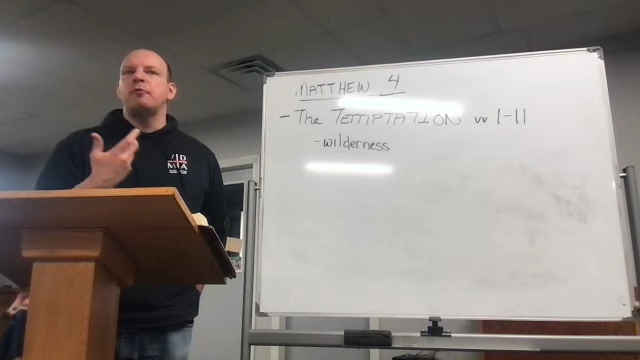 MATTHEW 4
- The TEMPTATION vv 1-11
- wilderness